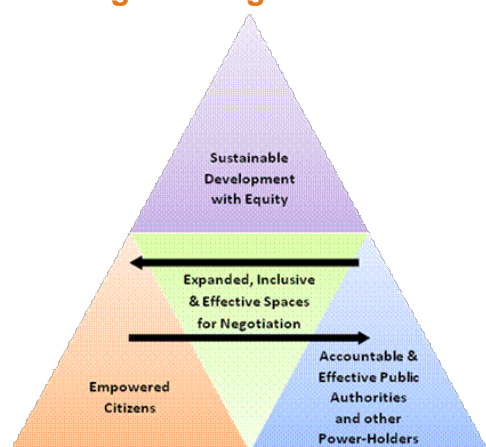 Sustainable
Development
with Equity
Expanded, Inclusive
& Effective Spaces
for Negotiation
Empowered
Citizens
Accountable &
Effective Public
Authorities
and other
Power-Holders